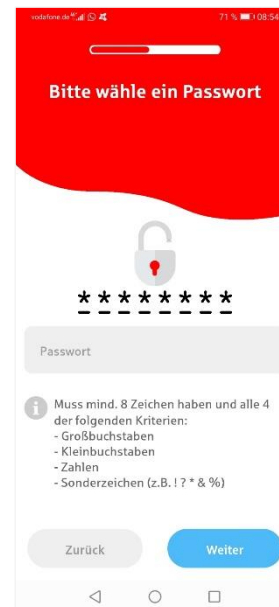 vodafone.de
71 % 08:54
Bitte wähle ein Passwort
* * * * * * * *
Passwort
Muss mind. 8 Zeichen haben und alle 4
der folgenden Kriterien:
- Großbuchstaben
- Kleinbuchstaben
- Zahlen
- Sonderzeichen (z.B. ! ? * & %)
Zurück
Weiter